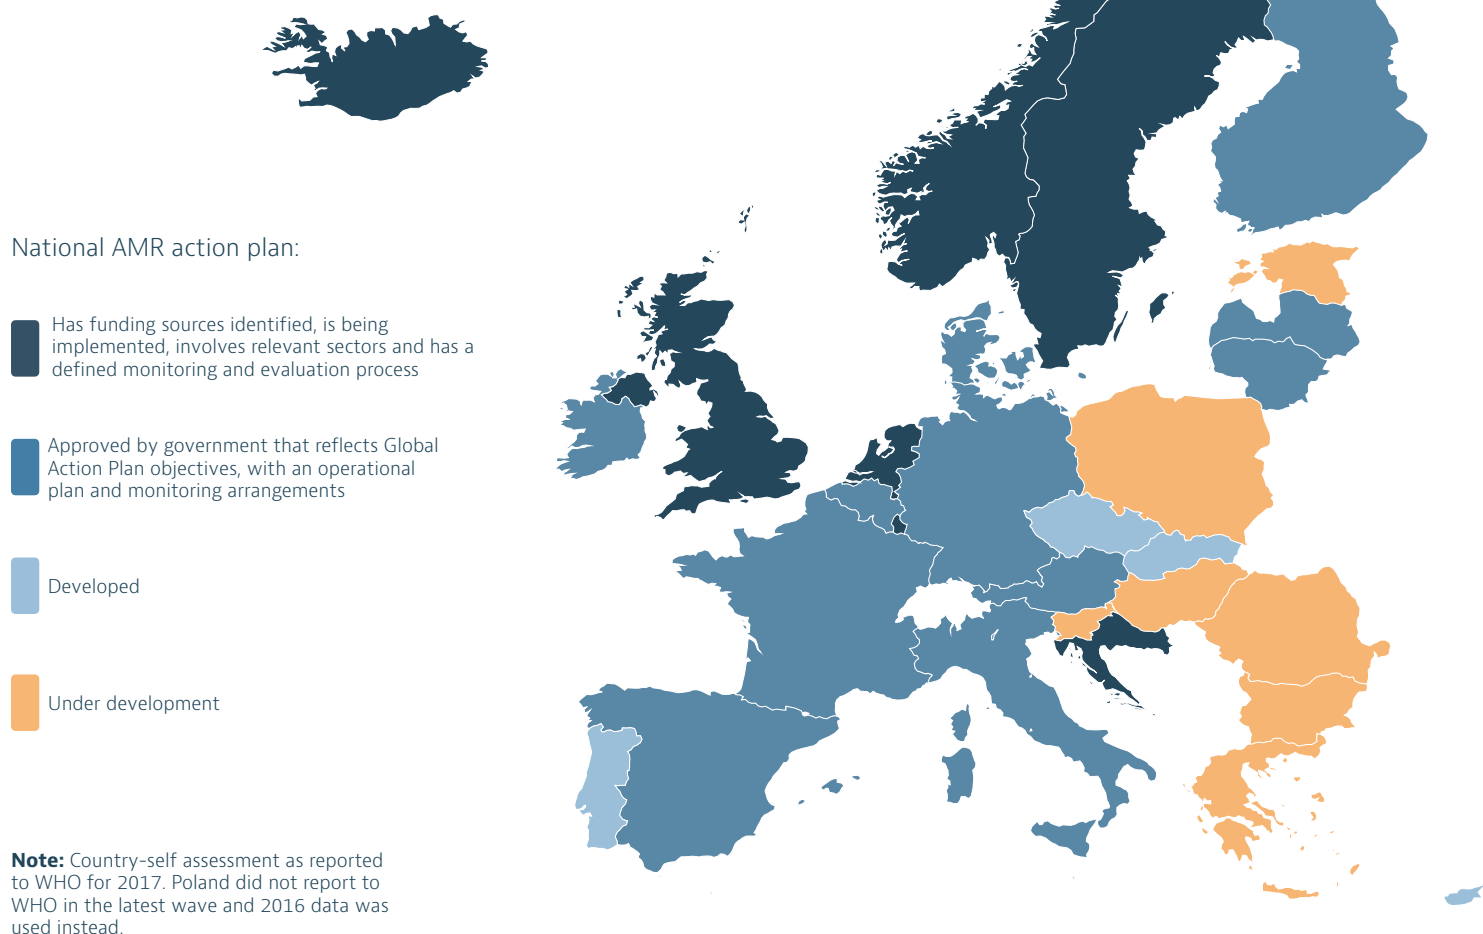 National AMR action plan:
Has funding sources identified, is being
implemented, involves relevant sectors and has a
defined monitoring and evaluation process
Approved by government that reflects Global
Action Plan objectives, with an operational
plan and monitoring arrangements
Developed
Under development
Note: Country-self assessment as reported
to WHO for 2017. Poland did not report to
WHO in the latest wave and 2016 data was
used instead.